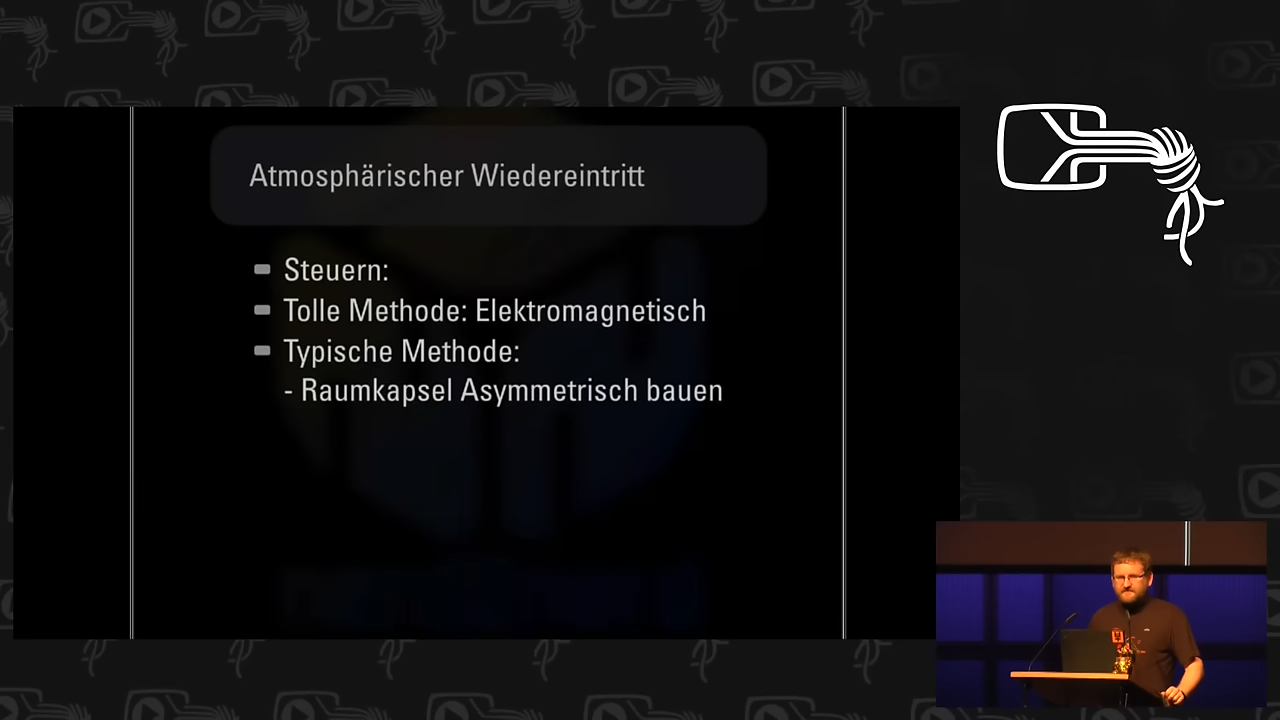 Atmosphärischer Wiedereintritt
Steuern:
Tolle Methode: Elektromagnetisch
Typische Methode:
- Raumkapsel Asymmetrisch bauen